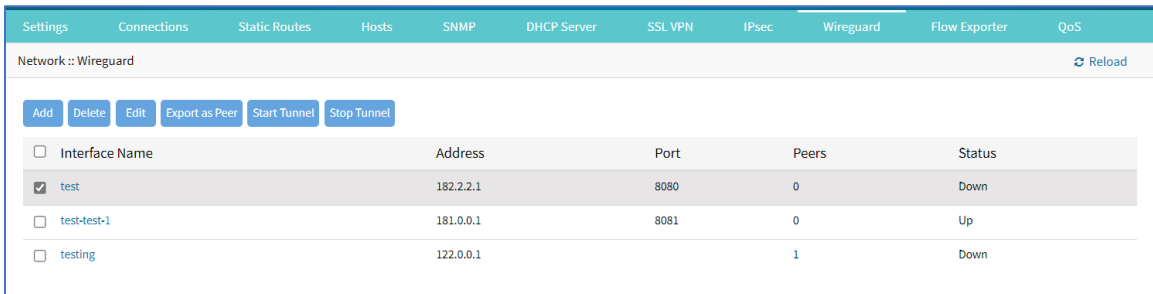 Settings Connections Static Routes Hosts SNMP DHCP Server SSL VPN IPsec Wireguard Flow Exporter QoS
Network :: Wireguard Reload
Add Delete Edit Export as Peer Start Tunnel Stop Tunnel
Interface Name Address Port Peers Status
test 182.2.2.1 8080 0 Down
test-test-1 181.0.0.1 8081 0 Up
testing 122.0.0.1 1 Down